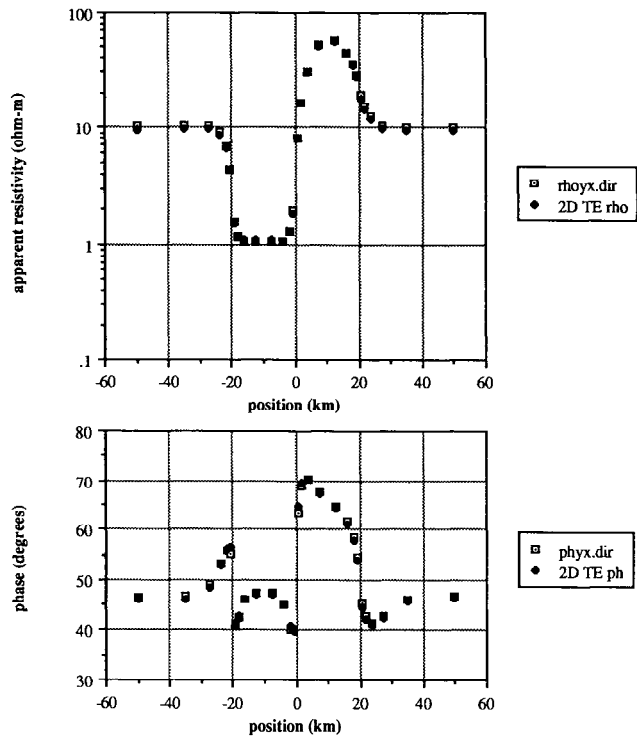 100
10
1
.1
apparent resistivity (ohm-m)
-60 -40 -20 0 20 40 60
position (km)
rhoyx.dir
2D TE rho
80
70
60
50
40
30
phase (degrees)
-60 -40 -20 0 20 40 60
position (km)
phyx.dir
2D TE ph